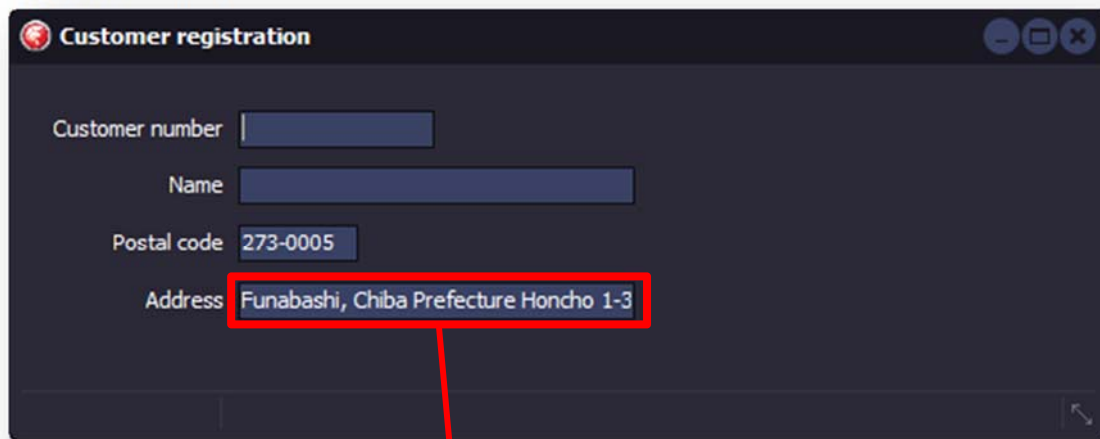 Customer registration
Customer number
Name
Postal code 273-0005
Address Funabashi, Chiba Prefecture Honcho 1-3